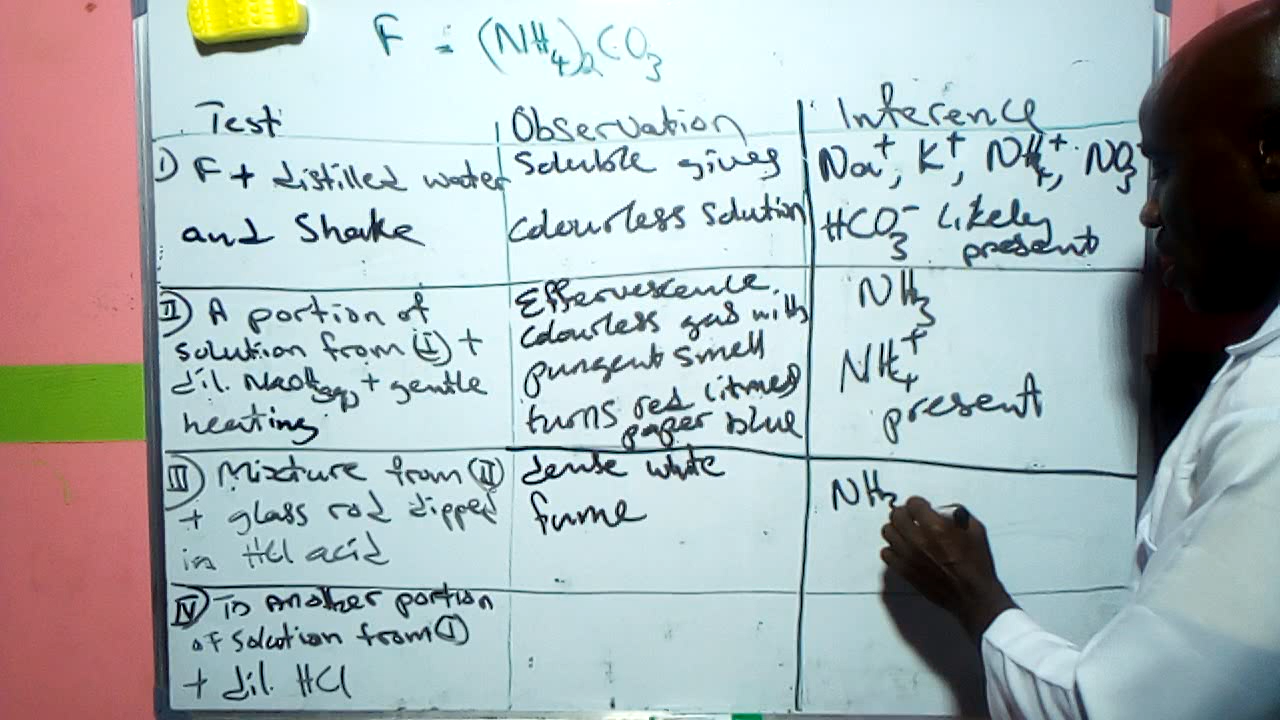 F = (NH4)2CO3
Test
Observation
Inference
I) F + distilled water
and Shake
Soluble gives
colourless solution
Na+, K+, NH4+, NO3-
HCO3- likely
present
II) A portion of
solution from (I) +
dil. NaOH(aq) + gentle
heating
Effervescence.
colourless gas with
pungent smell
turns red litmus
paper blue
NH3
NH4+
present
III) Mixture from (II)
+ glass rod dipped
in HCl acid
dense white
fume
NH3
IV) To Another portion
of solution from (I)
+ dil. HCl